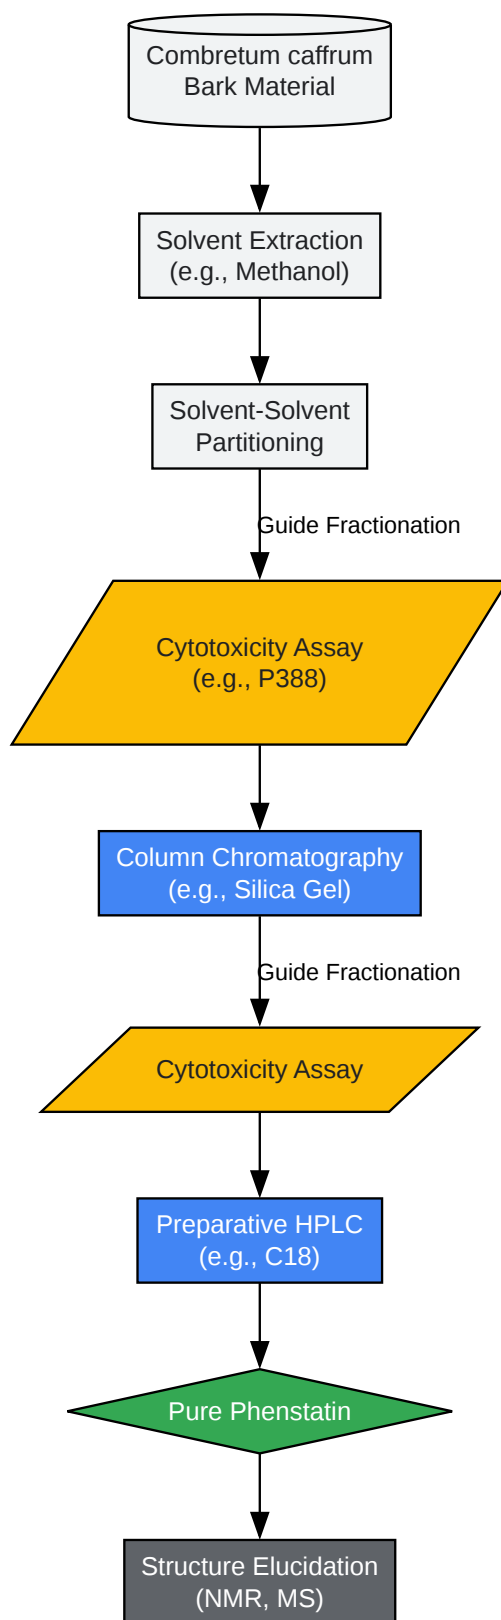 Combretum caffrum
Bark Material
Solvent Extraction
(e.g., Methanol)
Solvent-Solvent
Partitioning
Guide Fractionation
Cytotoxicity Assay
(e.g., P388)
Column Chromatography
(e.g., Silica Gel)
Guide Fractionation
Cytotoxicity Assay
Preparative HPLC
(e.g., C18)
Pure Phenstatin
Structure Elucidation
(NMR, MS)